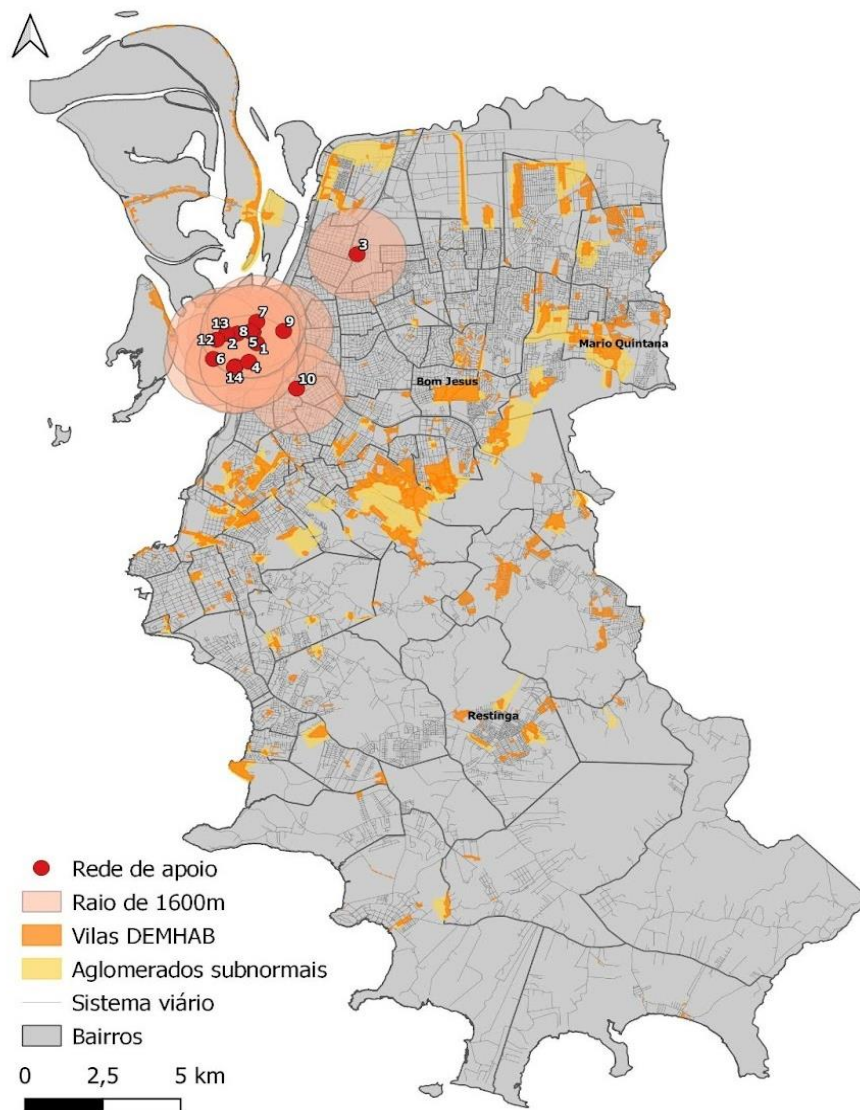 3
7
13
9
8
12
2
5
1
6
4
14
10
Mario Quintana
Bom Jesus
Restinga
Rede de apoio
Raio de 1600m
Vilas DEMHAB
Aglomerados subnormais
Sistema viário
Bairros
0 2,5 5 km